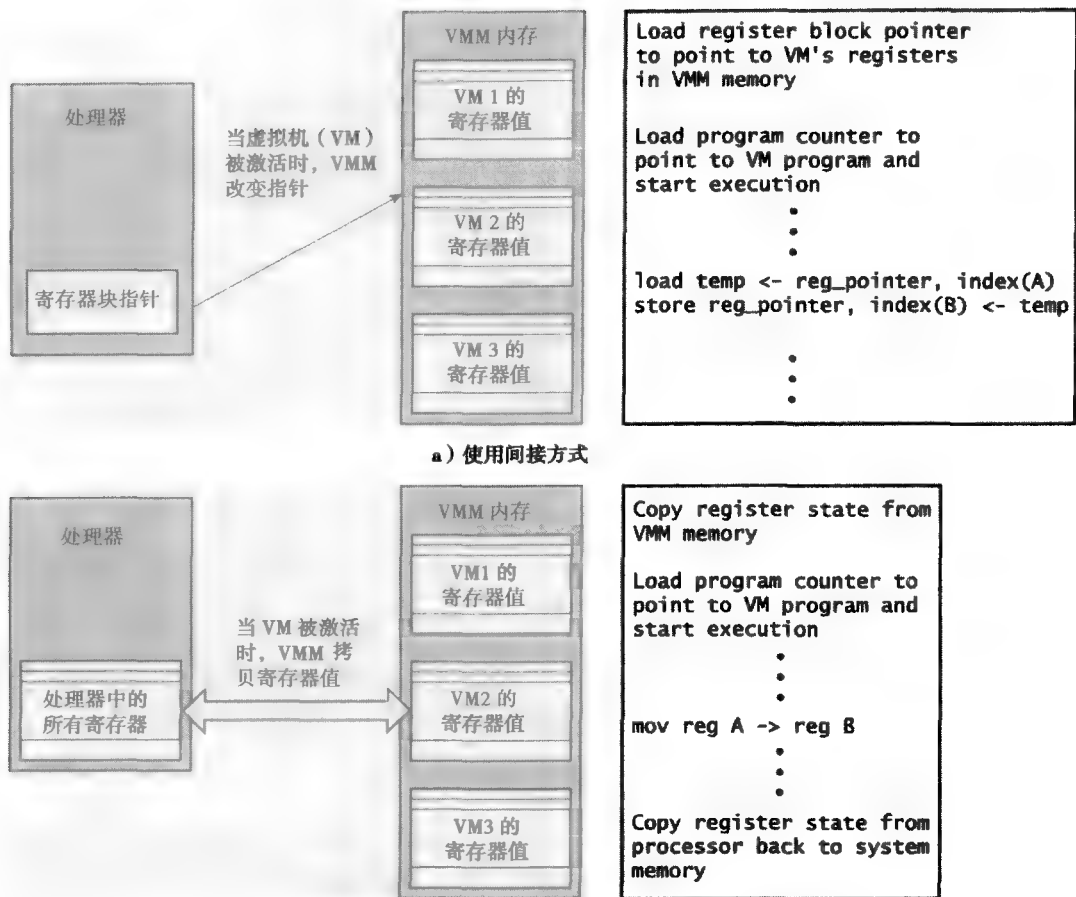 处理器
寄存器块指针
当虚拟机（VM）
被激活时，VMM
改变指针
VMM 内存
VM 1 的
寄存器值
VM 2 的
寄存器值
VM 3 的
寄存器值
Load register block pointer
to point to VM's registers
in VMM memory
Load program counter to
point to VM program and
start execution
load temp <- reg_pointer, index(A)
store reg_pointer, index(B) <- temp
a）使用间接方式
处理器
处理器中的
所有寄存器
当 VM 被激活
时，VMM 拷
贝寄存器值
VMM 内存
VM1 的
寄存器值
VM2 的
寄存器值
VM3 的
寄存器值
Copy register state from
VMM memory
Load program counter to
point to VM program and
start execution
mov reg A -> reg B
Copy register state from
processor back to system
memory